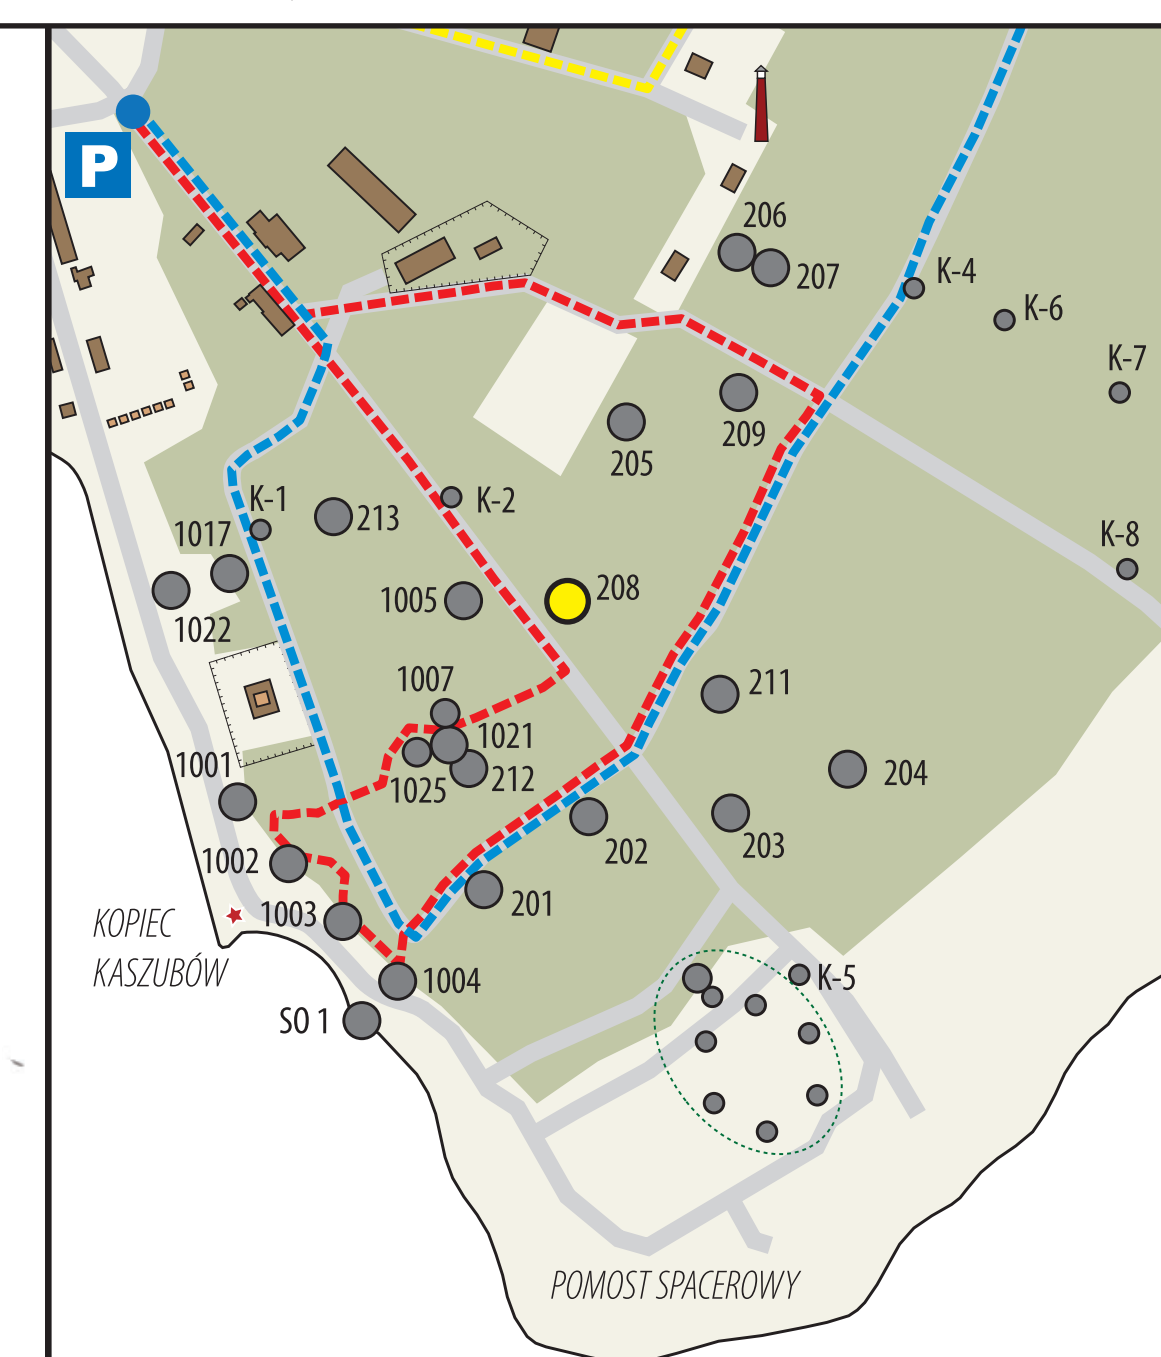 P
206
207
K-4
K-6
K-7
209
205
K-8
K-1
K-2
213
1017
1005
208
1022
1007
211
1021
1001
1025
212
204
1002
202
203
KOPIEC
KASZUBÓW
1003
201
1004
K-5
SO 1
POMOST SPACEROWY